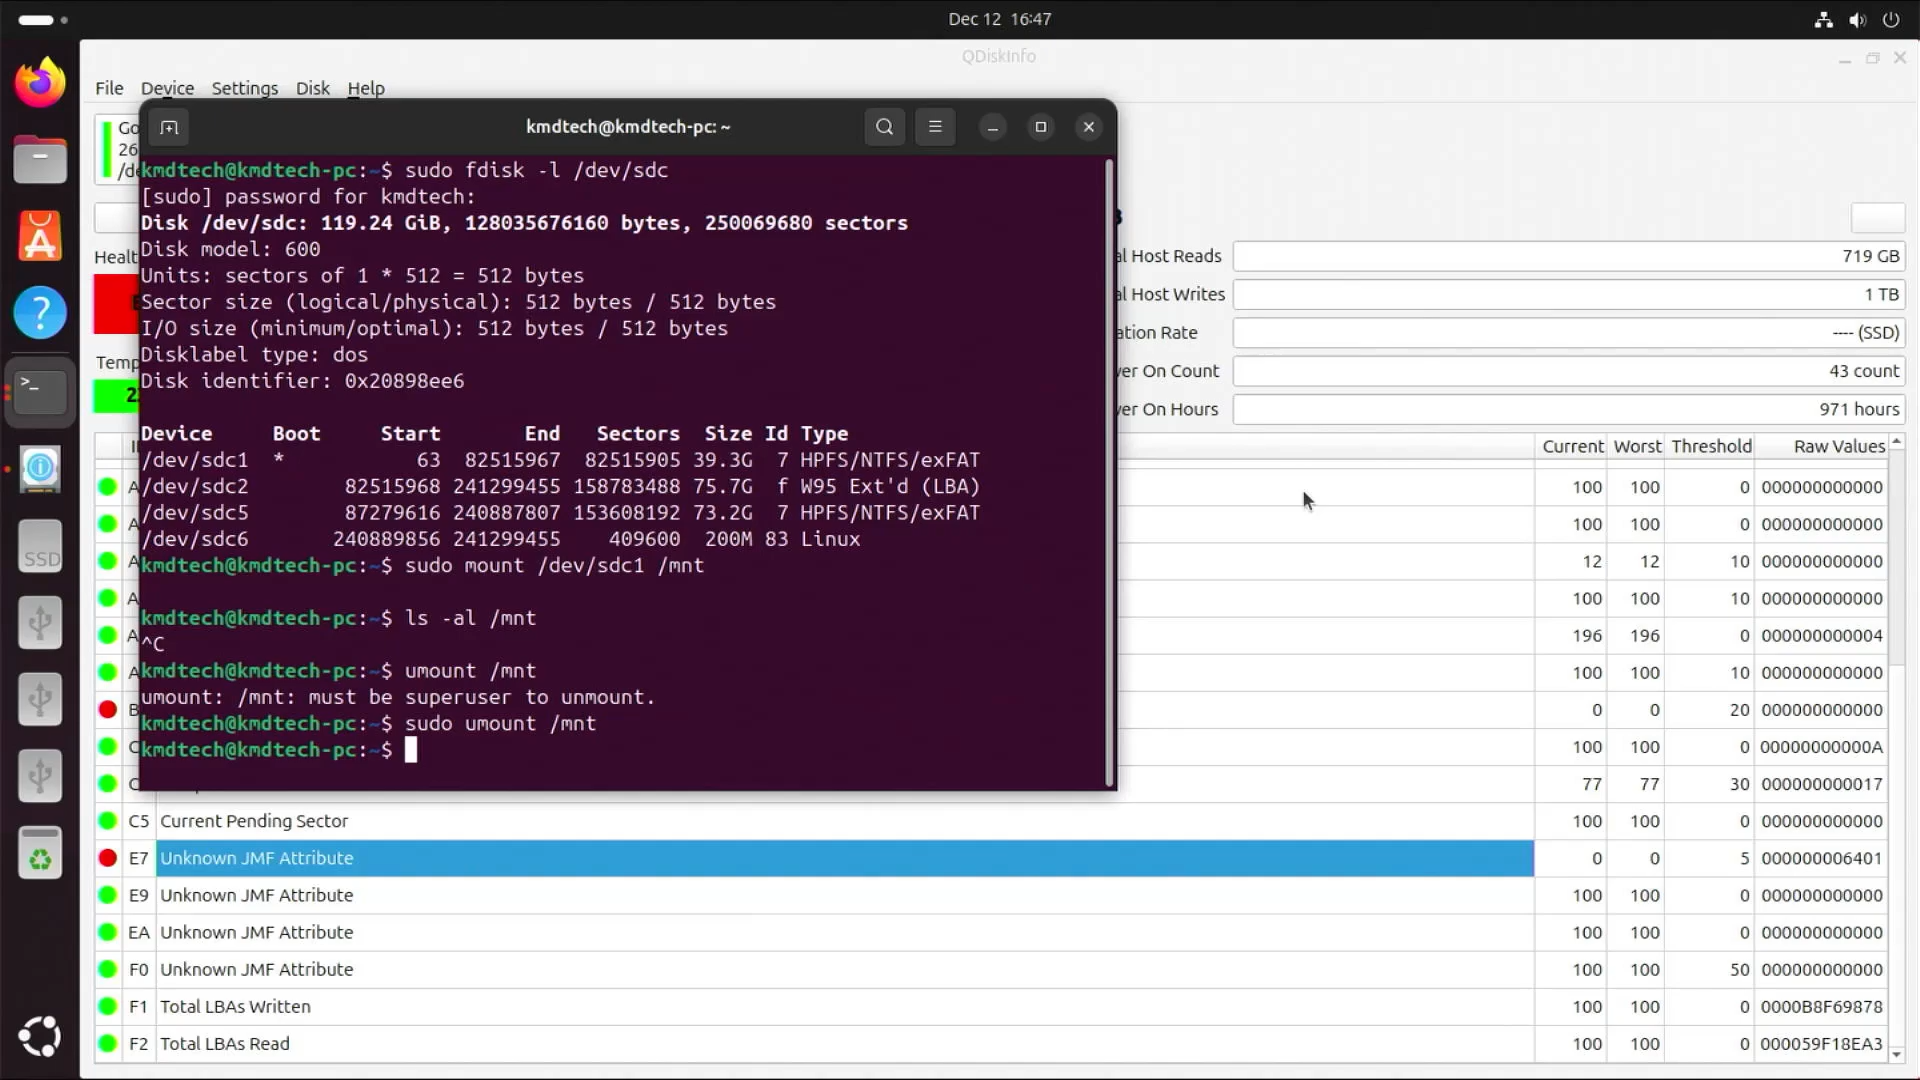 Dec 12 16:47
QDiskInfo
File Device Settings Disk Help
Go
26
/de
kmdtech@kmdtech-pc: ~
kmdtech@kmdtech-pc:~$ sudo fdisk -l /dev/sdc
[sudo] password for kmdtech:
Disk /dev/sdc: 119.24 GiB, 128035676160 bytes, 250069680 sectors
Disk model: 600
Units: sectors of 1 * 512 = 512 bytes
Sector size (logical/physical): 512 bytes / 512 bytes
I/O size (minimum/optimal): 512 bytes / 512 bytes
Disklabel type: dos
Disk identifier: 0x20898ee6
Device Boot Start End Sectors Size Id Type
/dev/sdc1 * 63 82515967 82515905 39.3G 7 HPFS/NTFS/exFAT
/dev/sdc2 82515968 241299455 158783488 75.7G f W95 Ext'd (LBA)
/dev/sdc5 87279616 240887807 153608192 73.2G 7 HPFS/NTFS/exFAT
/dev/sdc6 240889856 241299455 409600 200M 83 Linux
kmdtech@kmdtech-pc:~$ sudo mount /dev/sdc1 /mnt
kmdtech@kmdtech-pc:~$ ls -al /mnt
^C
kmdtech@kmdtech-pc:~$ umount /mnt
umount: /mnt: must be superuser to unmount.
kmdtech@kmdtech-pc:~$ sudo umount /mnt
kmdtech@kmdtech-pc:~$
Healt
Temp
2
al Host Reads 719 GB
al Host Writes 1 TB
ation Rate ---- (SSD)
er On Count 43 count
er On Hours 971 hours
Current Worst Threshold Raw Values
A 100 100 0 000000000000
A 100 100 0 000000000000
A 12 12 10 000000000000
A 100 100 10 000000000000
A 196 196 0 000000000004
A 100 100 10 000000000000
B 0 0 20 000000000000
C 100 100 0 00000000000A
C 77 77 30 000000000017
C5 Current Pending Sector 100 100 0 000000000000
E7 Unknown JMF Attribute 0 0 5 000000006401
E9 Unknown JMF Attribute 100 100 0 000000000000
EA Unknown JMF Attribute 100 100 0 000000000000
F0 Unknown JMF Attribute 100 100 50 000000000000
F1 Total LBAs Written 100 100 0 0000B8F69878
F2 Total LBAs Read 100 100 0 000059F18EA3
SSD